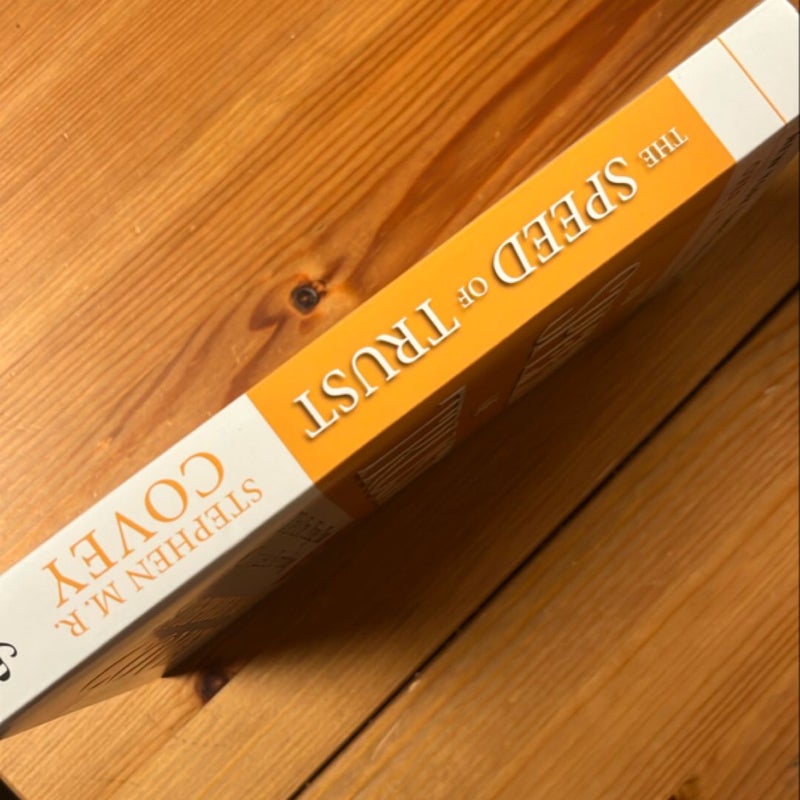 THE SPEED OF TRUST
STEPHEN M.R.
COVEY